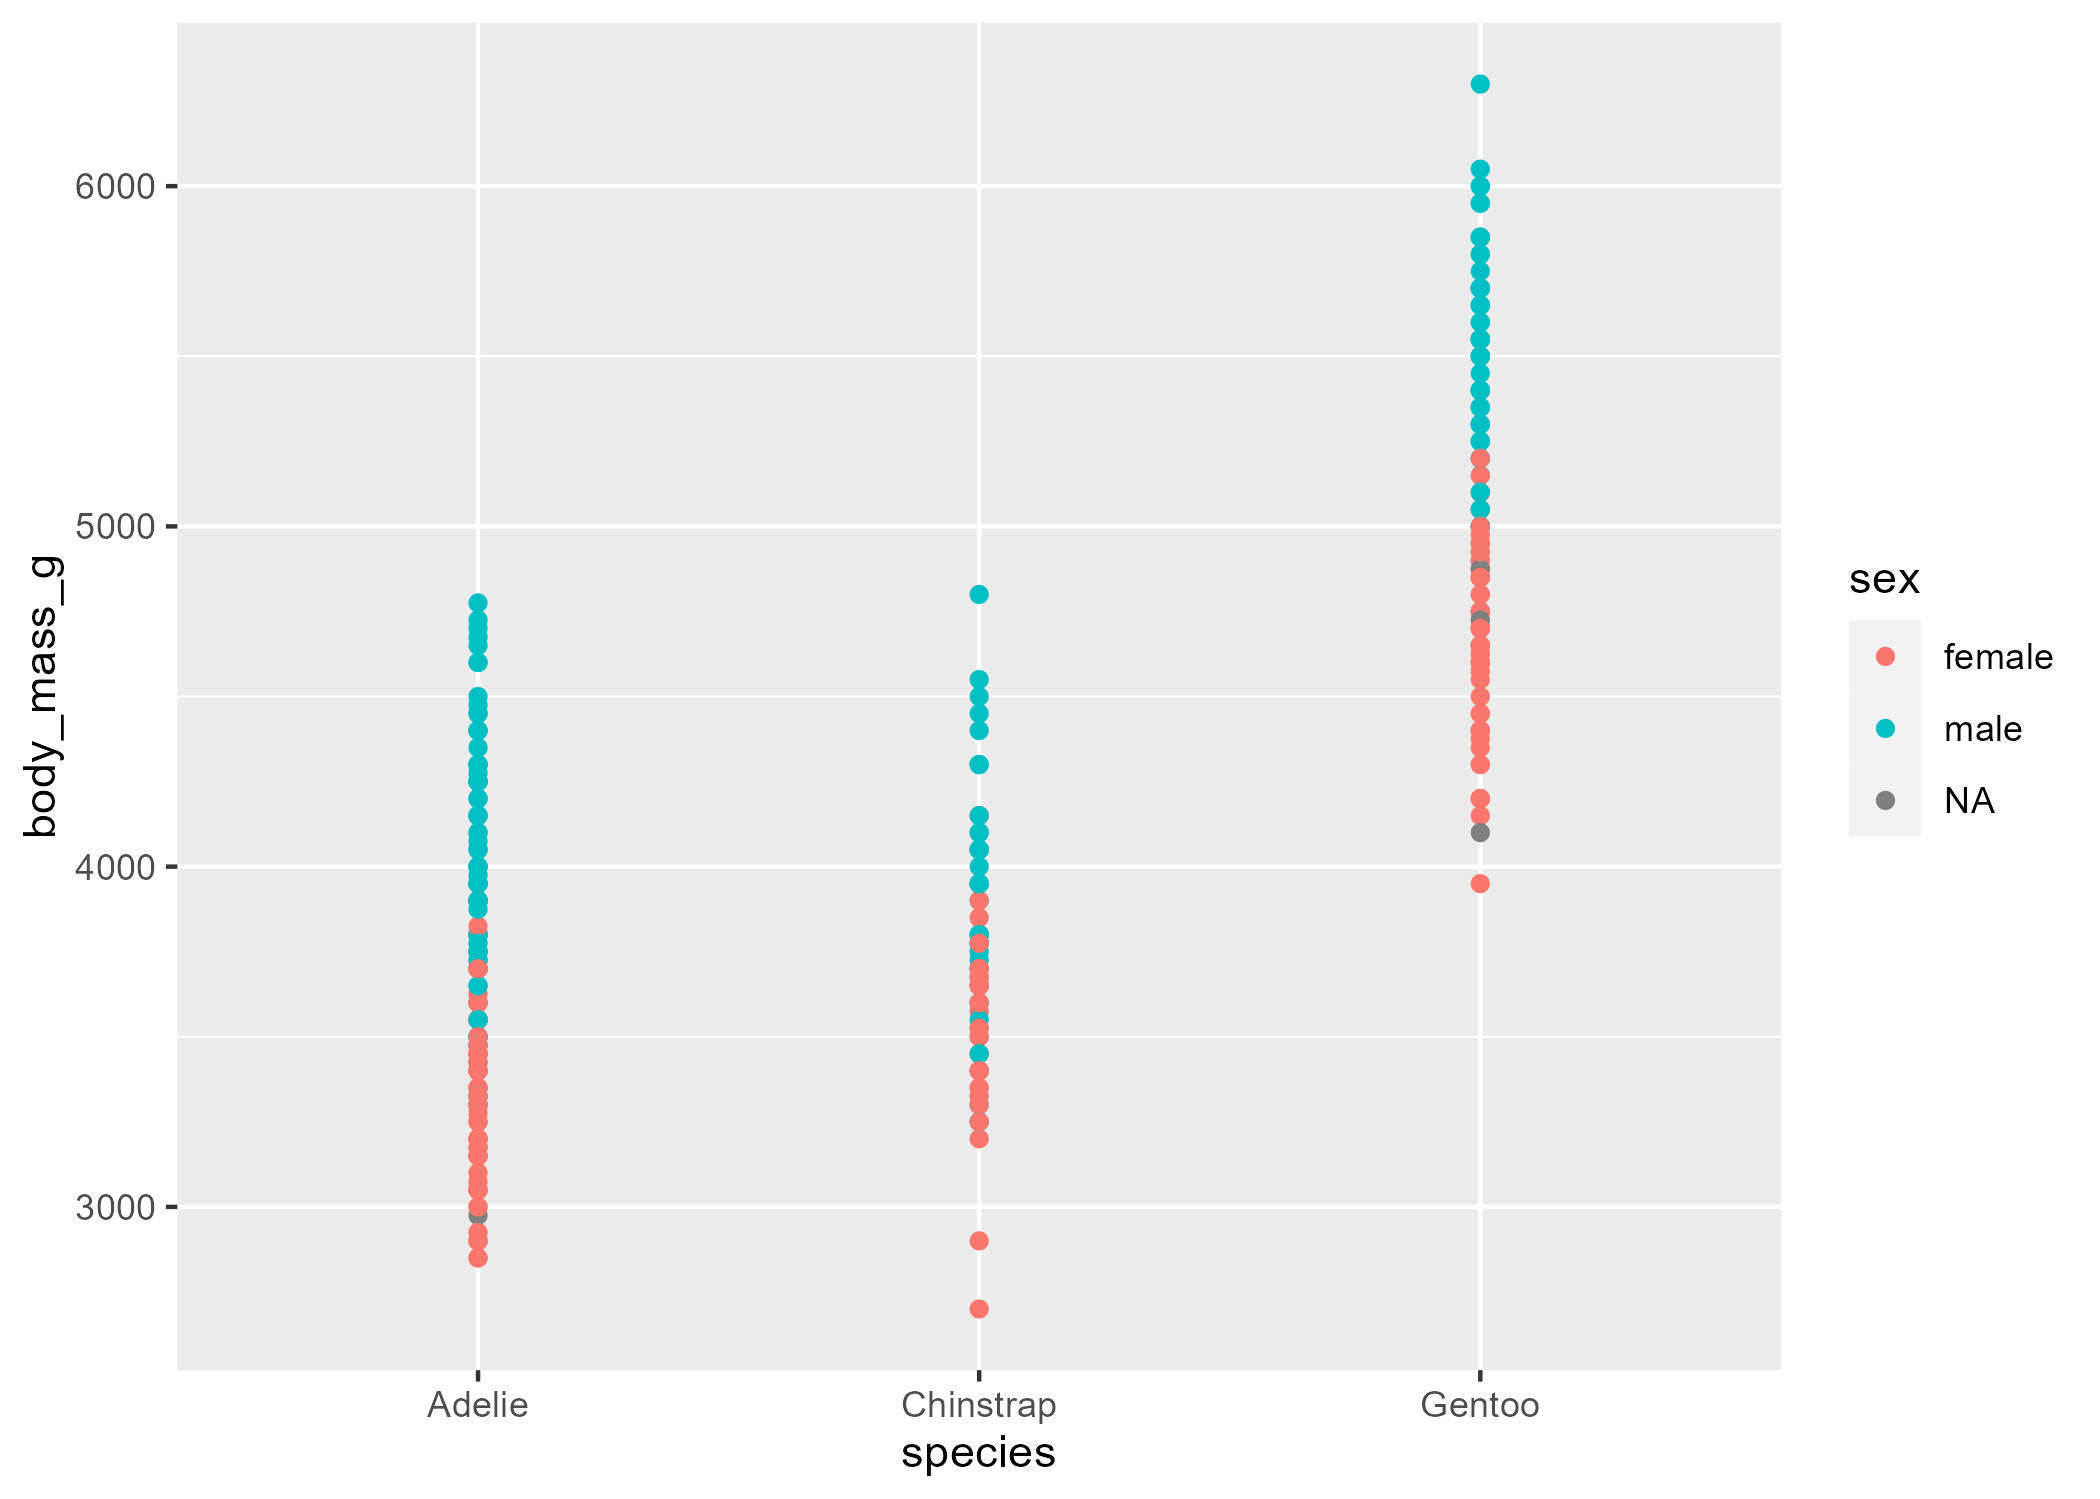 body_mass_g
6000
5000
4000
3000
Adelie
Chinstrap
Gentoo
species
sex
female
male
NA